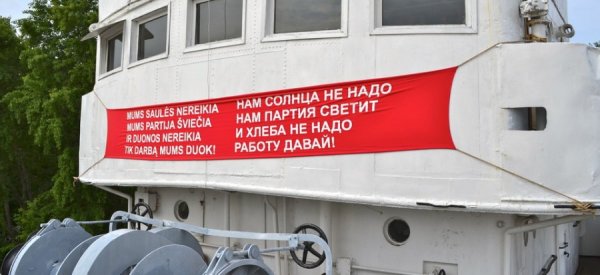 MUMS SAULĖS NEREIKIA
MUMS PARTIJA ŠVIEČIA
IR DUONOS NEREIKIA
TIK DARBĄ MUMS DUOK!
НАМ СОЛНЦА НЕ НАДО
НАМ ПАРТИЯ СВЕТИТ
И ХЛЕБА НЕ НАДО
РАБОТУ ДАВАЙ!